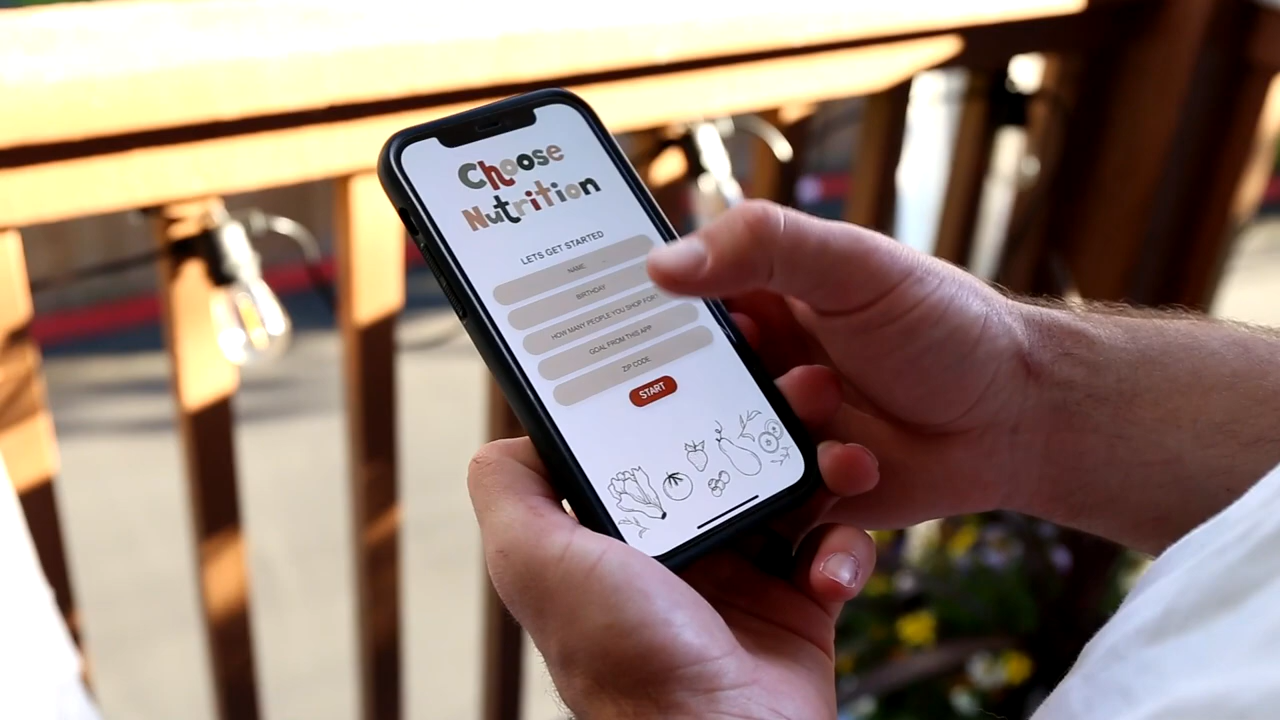 Choose
Nutrition
LETS GET STARTED
NAME
BIRTHDAY
HOW MANY PEOPLE YOU SHOP FOR?
GOAL FROM THIS APP
ZIP CODE
START